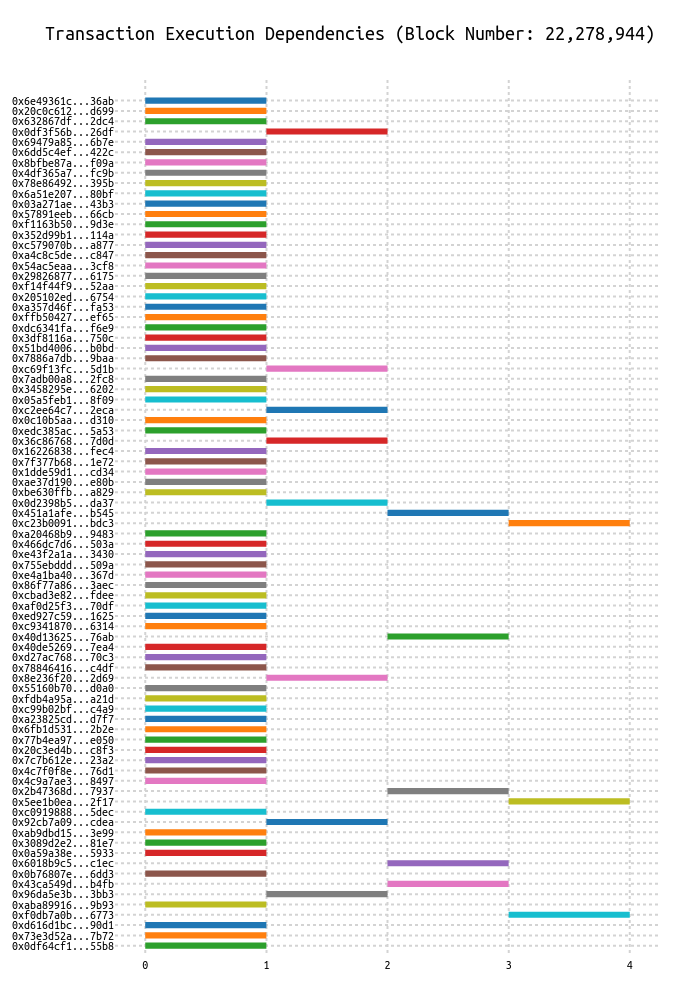 Transaction Execution Dependencies (Block Number: 22,278,944)
0x6e49361c...36ab
0x20c0c612...d699
0x632867df...2dc4
0x0df3f56b...26df
0x69479a85...6b7e
0x6dd5c4ef...422c
0x8bfbe87a...f09a
0x4df365a7...fc9b
0x78e86492...395b
0x6a51e207...80bf
0x03a271ae...43b3
0x57891eeb...66cb
0xf1163b50...9d3e
0x352d99b1...114a
0xc579070b...a877
0xa4c8c5de...c847
0x54ac5eaa...3cf8
0x29826877...6175
0xf14f44f9...52aa
0x205102ed...6754
0xa357d46f...fa53
0xffb50427...ef65
0xdc6341fa...f6e9
0x3df8116a...750c
0x51bd4006...b0bd
0x7886a7db...9baa
0xc69f13fc...5d1b
0x7adb00a8...2fc8
0x3458295e...6202
0x05a5feb1...8f09
0xc2ee64c7...2eca
0x0c10b5aa...d310
0xedc385ac...5a53
0x36c86768...7d0d
0x16226838...fec4
0x7f377b68...1e72
0x1dde59d1...cd34
0xae37d190...e80b
0xbe630ffb...a829
0x0d2398b5...da37
0x451a1afe...b545
0xc23b0091...bdc3
0xa20468b9...9483
0x466dc7d6...503a
0xe43f2a1a...3430
0x755ebddd...509a
0xe4a1ba40...367d
0x86f77a86...3aec
0xcbad3e82...fdee
0xaf0d25f3...70df
0xed927c59...1625
0xc9341870...6314
0x40d13625...76ab
0x40de5269...7ea4
0xd27ac768...70c3
0x78846416...c4df
0x8e236f20...2d69
0x55160b70...d0a0
0xfdb4a95a...a21d
0xc99b02bf...c4a9
0xa23825cd...d7f7
0x6fb1d531...2b2e
0x77b4ea97...e050
0x20c3ed4b...c8f3
0x7c7b612e...23a2
0x4c7f0f8e...76d1
0x4c9a7ae3...8497
0x2b47368d...7937
0x5ee1b0ea...2f17
0xc0919888...5dec
0x92cb7a09...cdea
0xab9dbd15...3e99
0x3089d2e2...81e7
0x0a59a38e...5933
0x6018b9c5...c1ec
0x0b76807e...6dd3
0x43ca549d...b4fb
0x96da5e3b...3bb3
0xaba89916...9b93
0xf0db7a0b...6773
0xd616d1bc...90d1
0x73e3d52a...7b72
0x0df64cf1...55b8
0 1 2 3 4